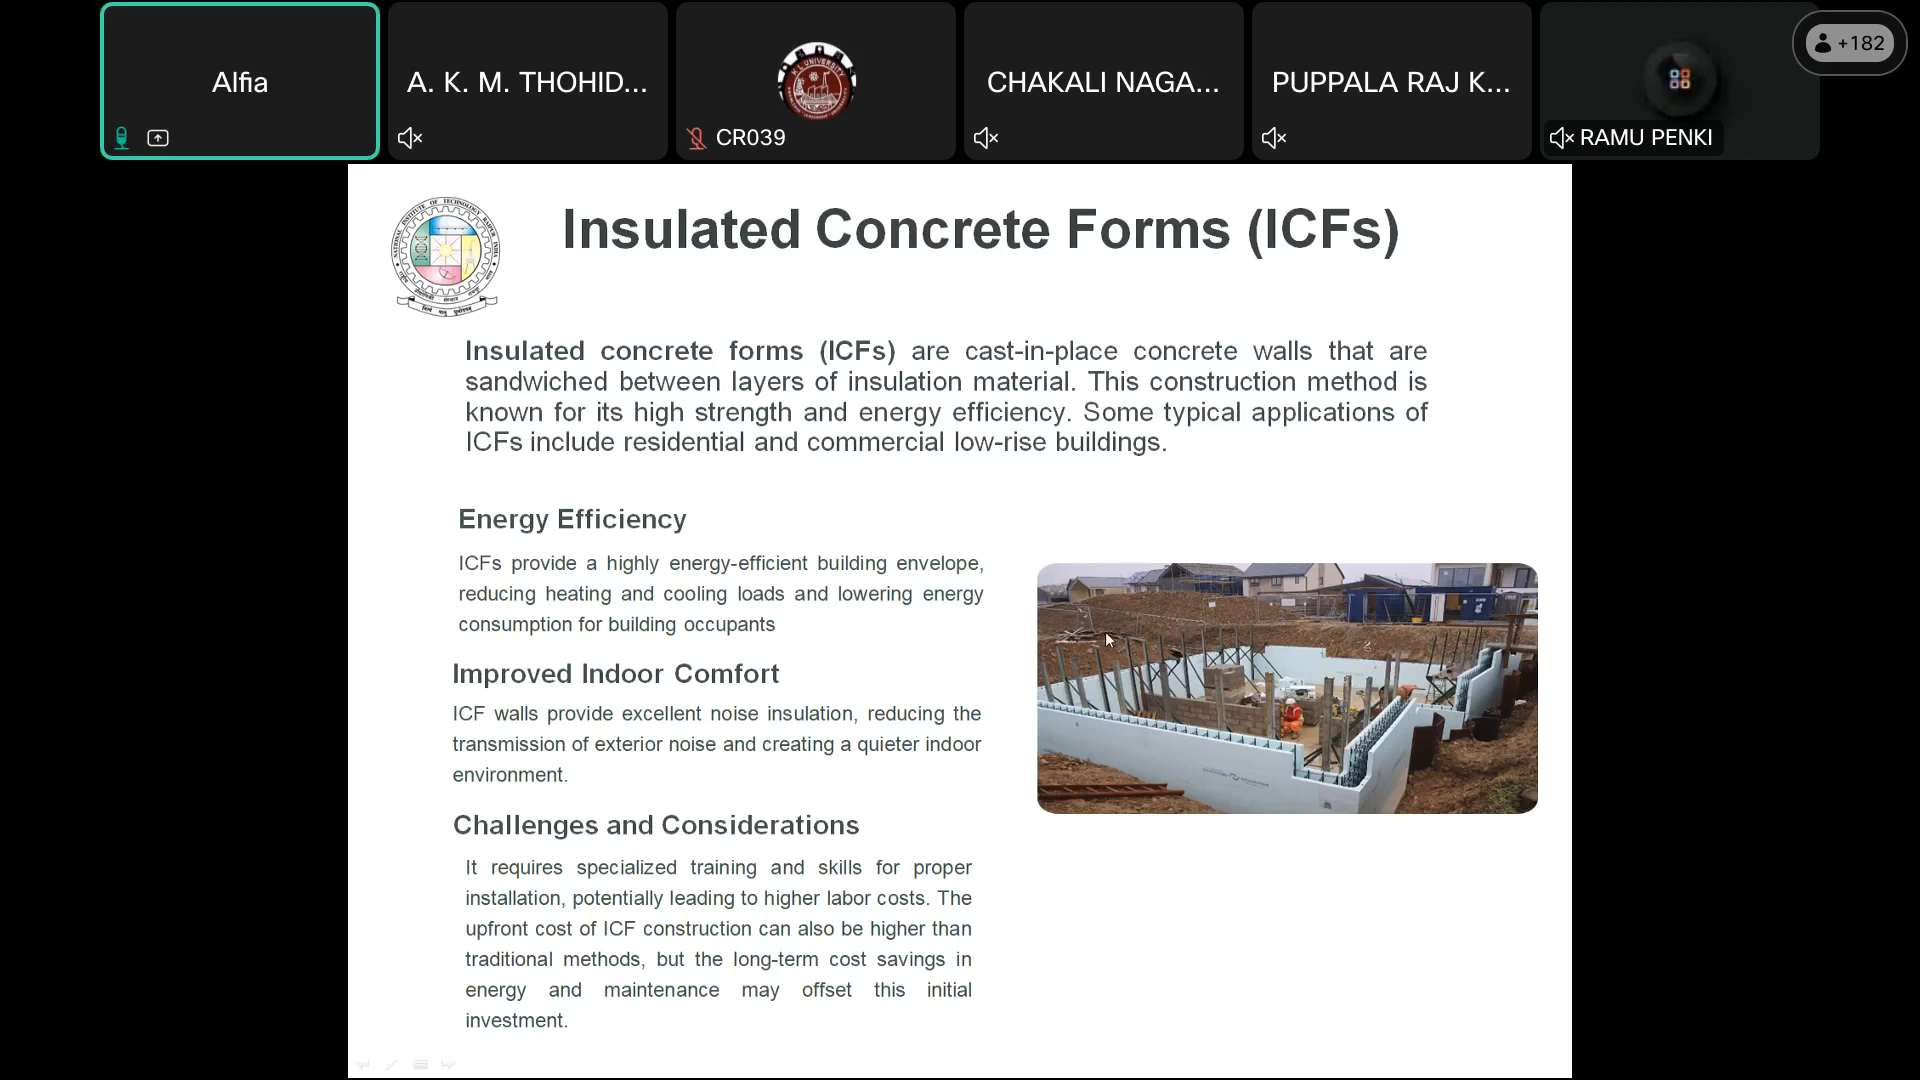 Alfia
A. K. M. THOHID...
CR039
CHAKALI NAGA...
PUPPALA RAJ K...
RAMU PENKI
+182
Insulated Concrete Forms (ICFs)
Insulated concrete forms (ICFs) are cast-in-place concrete walls that are
sandwiched between layers of insulation material. This construction method is
known for its high strength and energy efficiency. Some typical applications of
ICFs include residential and commercial low-rise buildings.
Energy Efficiency
ICFs provide a highly energy-efficient building envelope,
reducing heating and cooling loads and lowering energy
consumption for building occupants
Improved Indoor Comfort
ICF walls provide excellent noise insulation, reducing the
transmission of exterior noise and creating a quieter indoor
environment.
Challenges and Considerations
It requires specialized training and skills for proper
installation, potentially leading to higher labor costs. The
upfront cost of ICF construction can also be higher than
traditional methods, but the long-term cost savings in
energy and maintenance may offset this initial
investment.